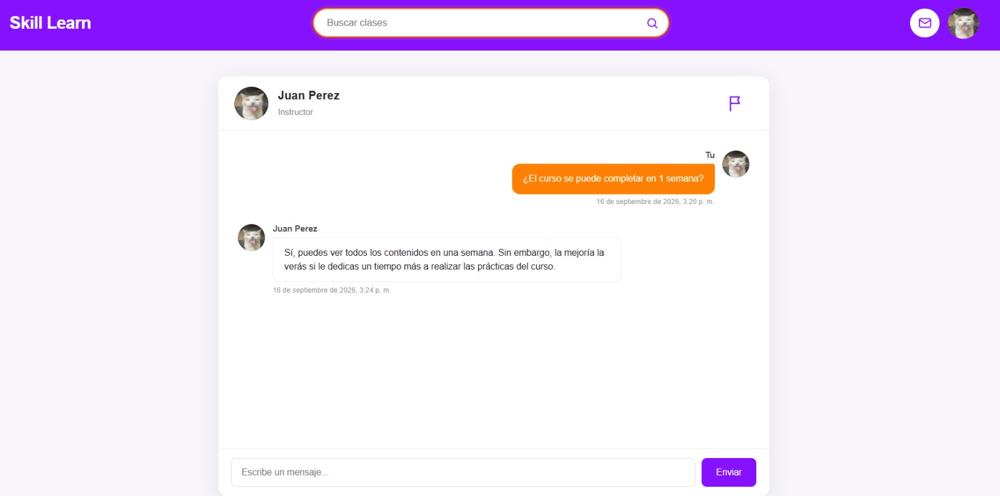 Skill Learn
Buscar clases
Juan Perez
Instructor
Tu
¿El curso se puede completar en 1 semana?
16 de septiembre de 2026, 3:20 p. m.
Juan Perez
Sí, puedes ver todos los contenidos en una semana. Sin embargo, la mejoría la
verás si le dedicas un tiempo más a realizar las prácticas del curso.
16 de septiembre de 2026, 3:24 p. m.
Escribe un mensaje...
Enviar